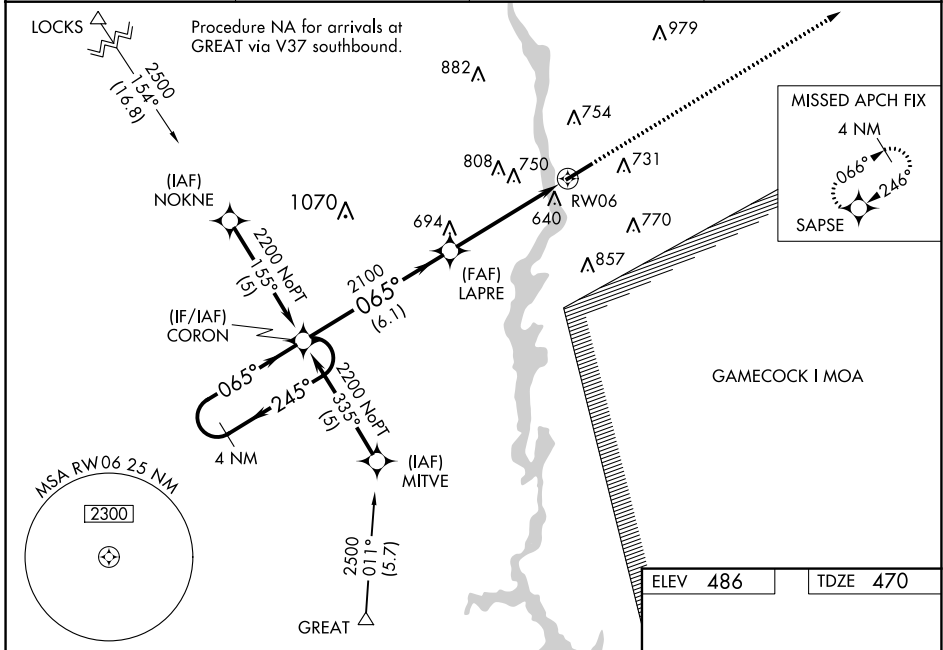 LOCKS
Procedure NA for arrivals at
GREAT via V37 southbound.
2500
154°
(16.8)
979
882
754
MISSED APCH FIX
4 NM
066°
246°
SAPSE
(IAF)
NOKNE
1070
808
750
731
RW06
640
694
770
857
2200 NoPT
155°
(5)
2100
065°
(6.1)
(FAF)
LAPRE
(IF/IAF)
CORON
065°
245°
4 NM
2200 NoPT
335°
(5)
(IAF)
MITVE
GAMECOCK I MOA
MSA RW06 25 NM
2300
2500
011°
(5.7)
GREAT
ELEV 486
TDZE 470